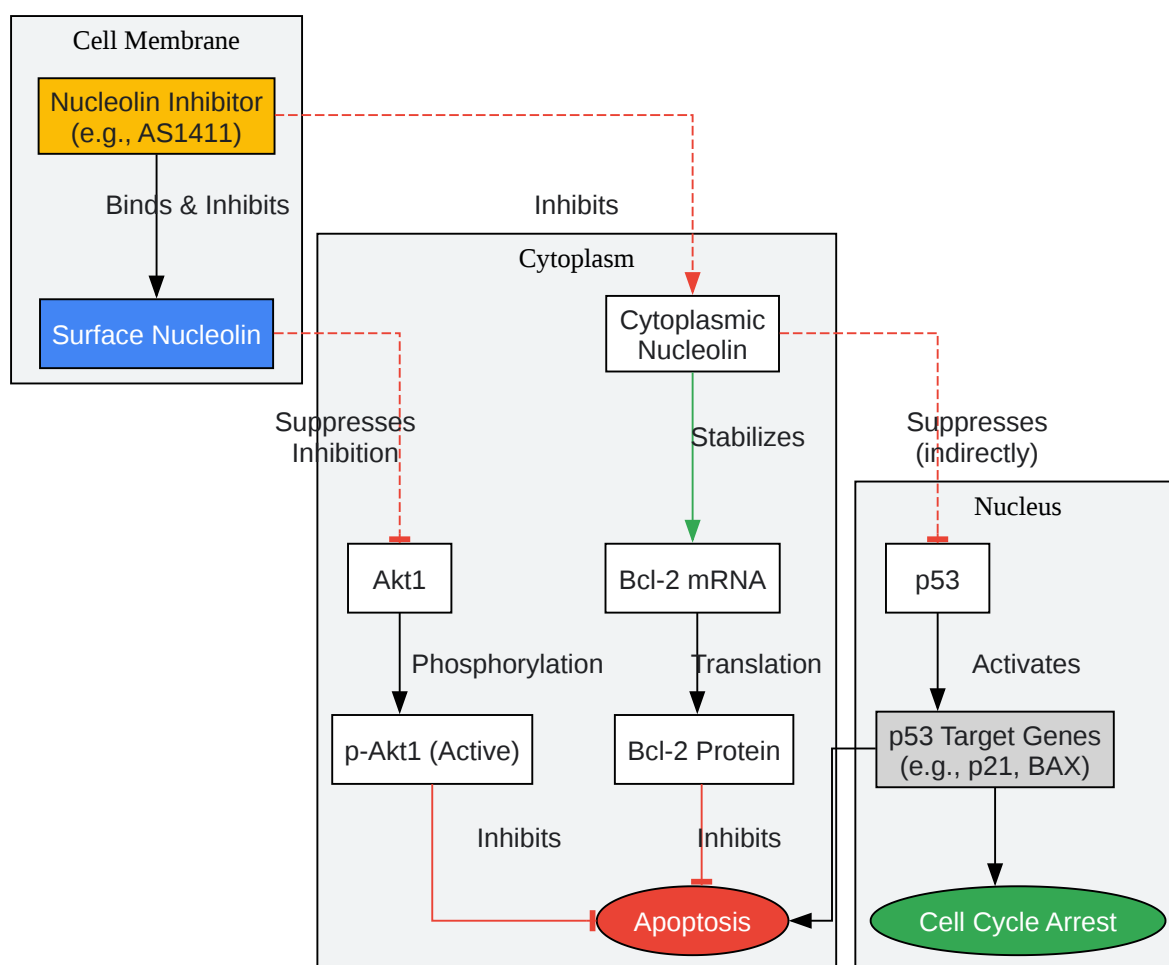 Cell Membrane
Nucleolin Inhibitor
(e.g., AS1411)
Binds & Inhibits
Inhibits
Cytoplasm
Surface Nucleolin
Cytoplasmic
Nucleolin
Suppresses
Inhibition
Stabilizes
Suppresses
(indirectly)
Nucleus
Akt1
Bcl-2 mRNA
p53
Phosphorylation
Translation
Activates
p-Akt1 (Active)
Bcl-2 Protein
p53 Target Genes
(e.g., p21, BAX)
Inhibits
Inhibits
Apoptosis
Cell Cycle Arrest